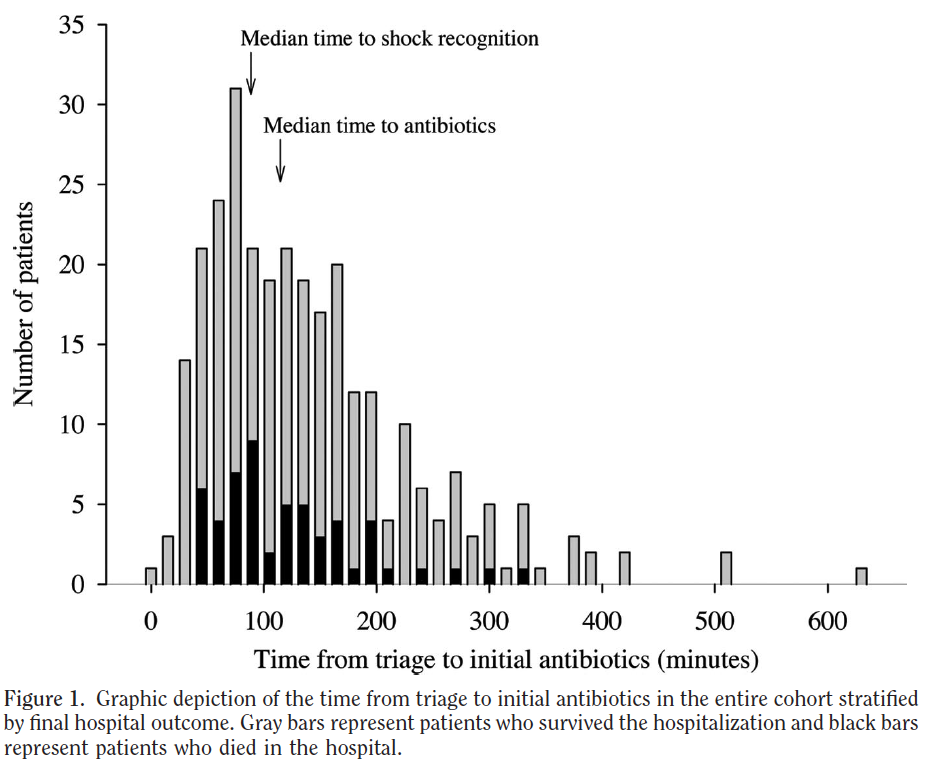 35
Median time to shock recognition
30
Median time to antibiotics
25
20
15
10
5
0
Number of patients
0 100 200 300 400 500 600
Time from triage to initial antibiotics (minutes)
Figure 1. Graphic depiction of the time from triage to initial antibiotics in the entire cohort stratified
by final hospital outcome. Gray bars represent patients who survived the hospitalization and black bars
represent patients who died in the hospital.